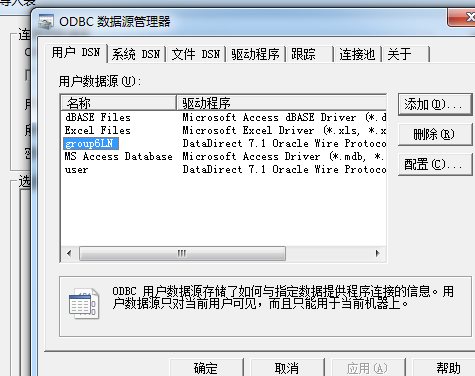 导入表
ODBC 数据源管理器
用户 DSN 系统 DSN 文件 DSN 驱动程序 跟踪 连接池 关于
用户数据源(U):
名称 驱动程序
dBASE Files Microsoft Access dBASE Driver (*.d
Excel Files Microsoft Excel Driver (*.xls, *.x
group6LN DataDirect 7.1 Oracle Wire Protoco
MS Access Database Microsoft Access Driver (*.mdb, *.
user DataDirect 7.1 Oracle Wire Protoco
添加(D)...
删除(R)
配置(C)...
ODBC 用户数据源存储了如何与指定数据提供程序连接的信息。用
户数据源只对当前用户可见，而且只能用于当前机器上。
确定 取消 应用(A) 帮助